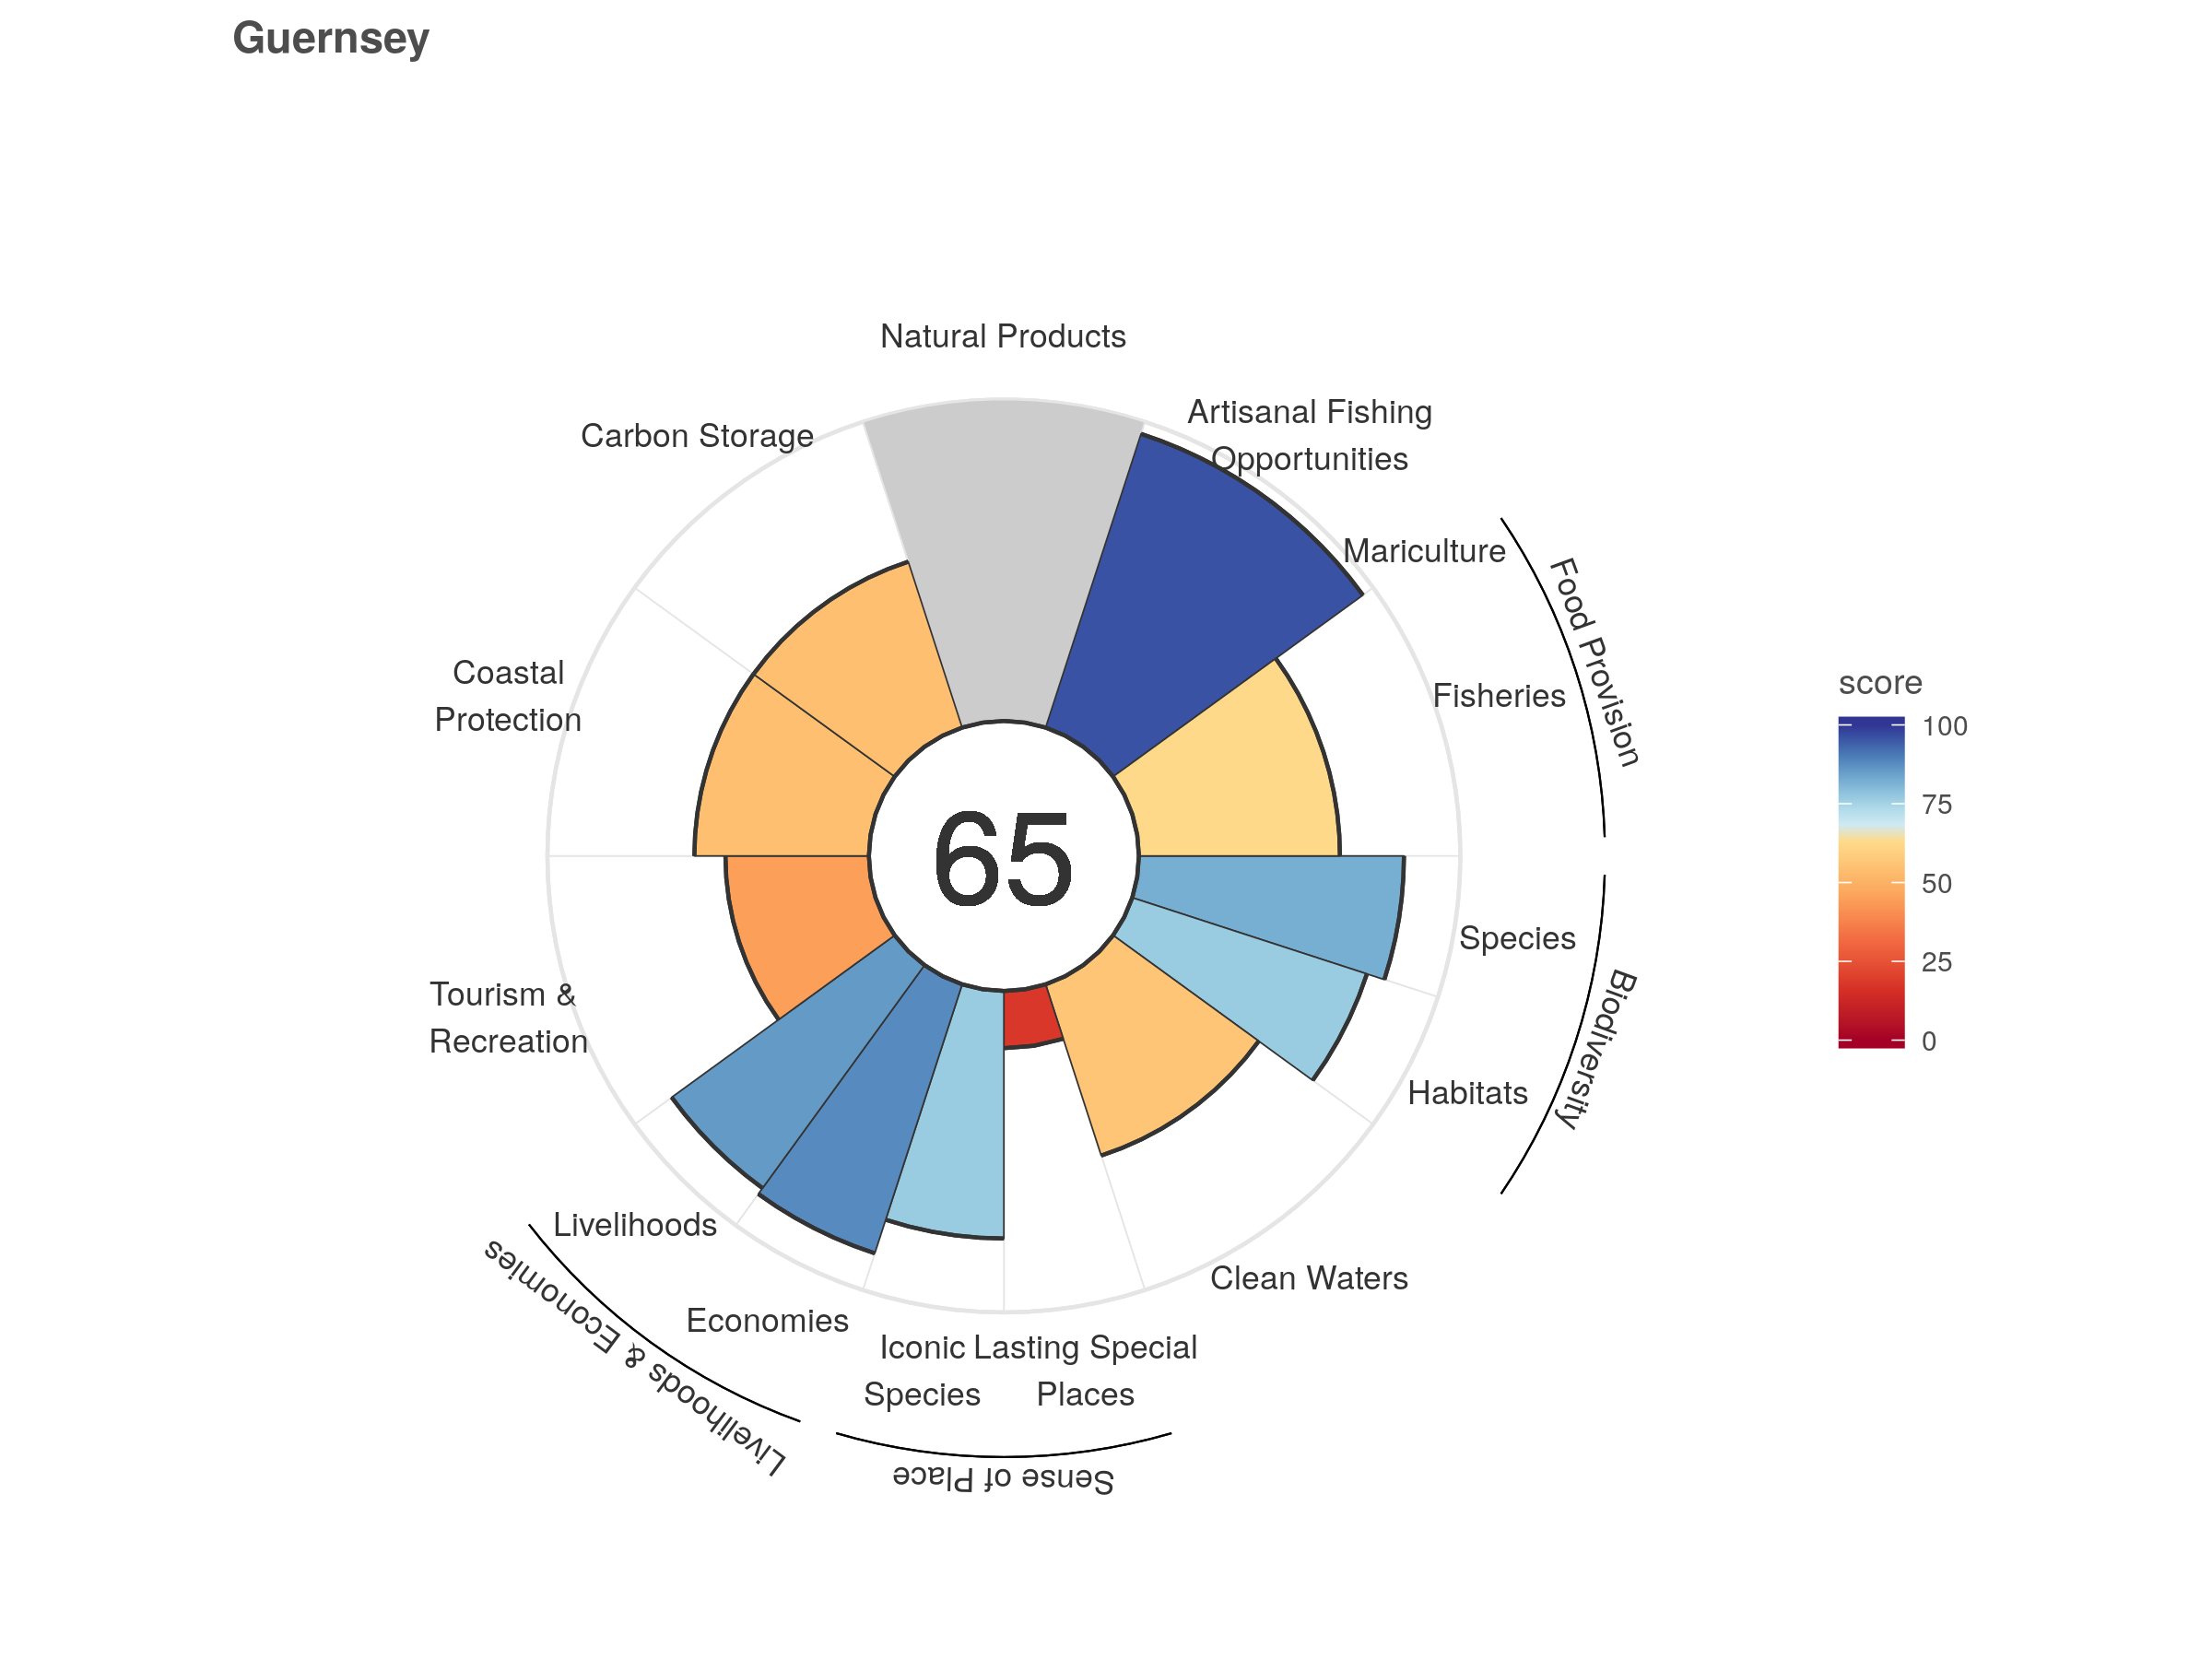 Guernsey
Natural Products
Artisanal Fishing
Opportunities
Carbon Storage
Mariculture
Food Provision
Fisheries
Coastal
Protection
score
100
75
50
25
0
65
Species
Biodiversity
Habitats
Tourism &
Recreation
Livelihoods
Livelihoods & Economies
Economies
Clean Waters
Iconic
Species
Lasting Special
Places
Sense of Place